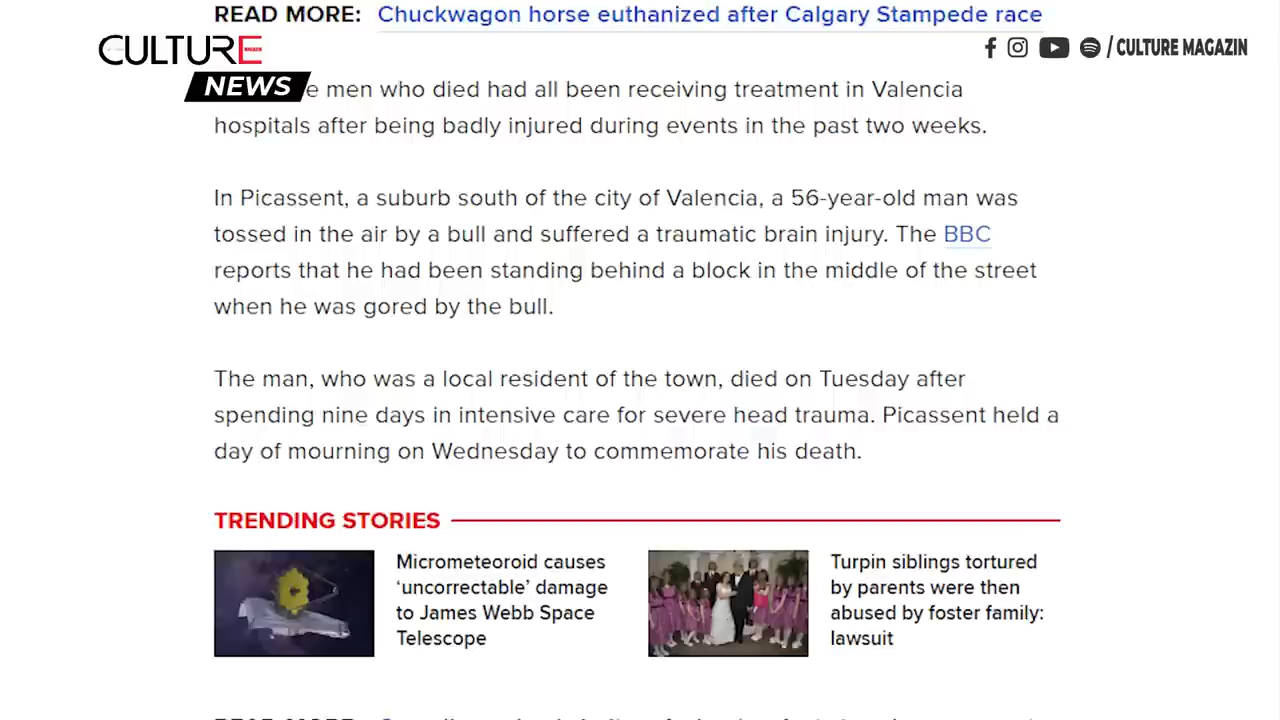 READ MORE: Chuckwagon horse euthanized after Calgary Stampede race
CULTURE
NEWS
/ CULTURE MAGAZIN
e men who died had all been receiving treatment in Valencia
hospitals after being badly injured during events in the past two weeks.
In Picassent, a suburb south of the city of Valencia, a 56-year-old man was
tossed in the air by a bull and suffered a traumatic brain injury. The BBC
reports that he had been standing behind a block in the middle of the street
when he was gored by the bull.
The man, who was a local resident of the town, died on Tuesday after
spending nine days in intensive care for severe head trauma. Picassent held a
day of mourning on Wednesday to commemorate his death.
TRENDING STORIES
Micrometeoroid causes
‘uncorrectable’ damage
to James Webb Space
Telescope
Turpin siblings tortured
by parents were then
abused by foster family:
lawsuit